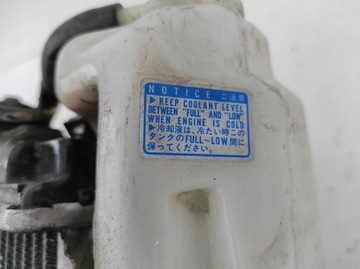 NOTICE ご注意
▶KEEP COOLANT LEVEL
BETWEEN "FULL" AND "LOW"
WHEN ENGINE IS COLD
▶冷却液は、冷たい時この
タンクのFULL～LOW間に
保ってください。